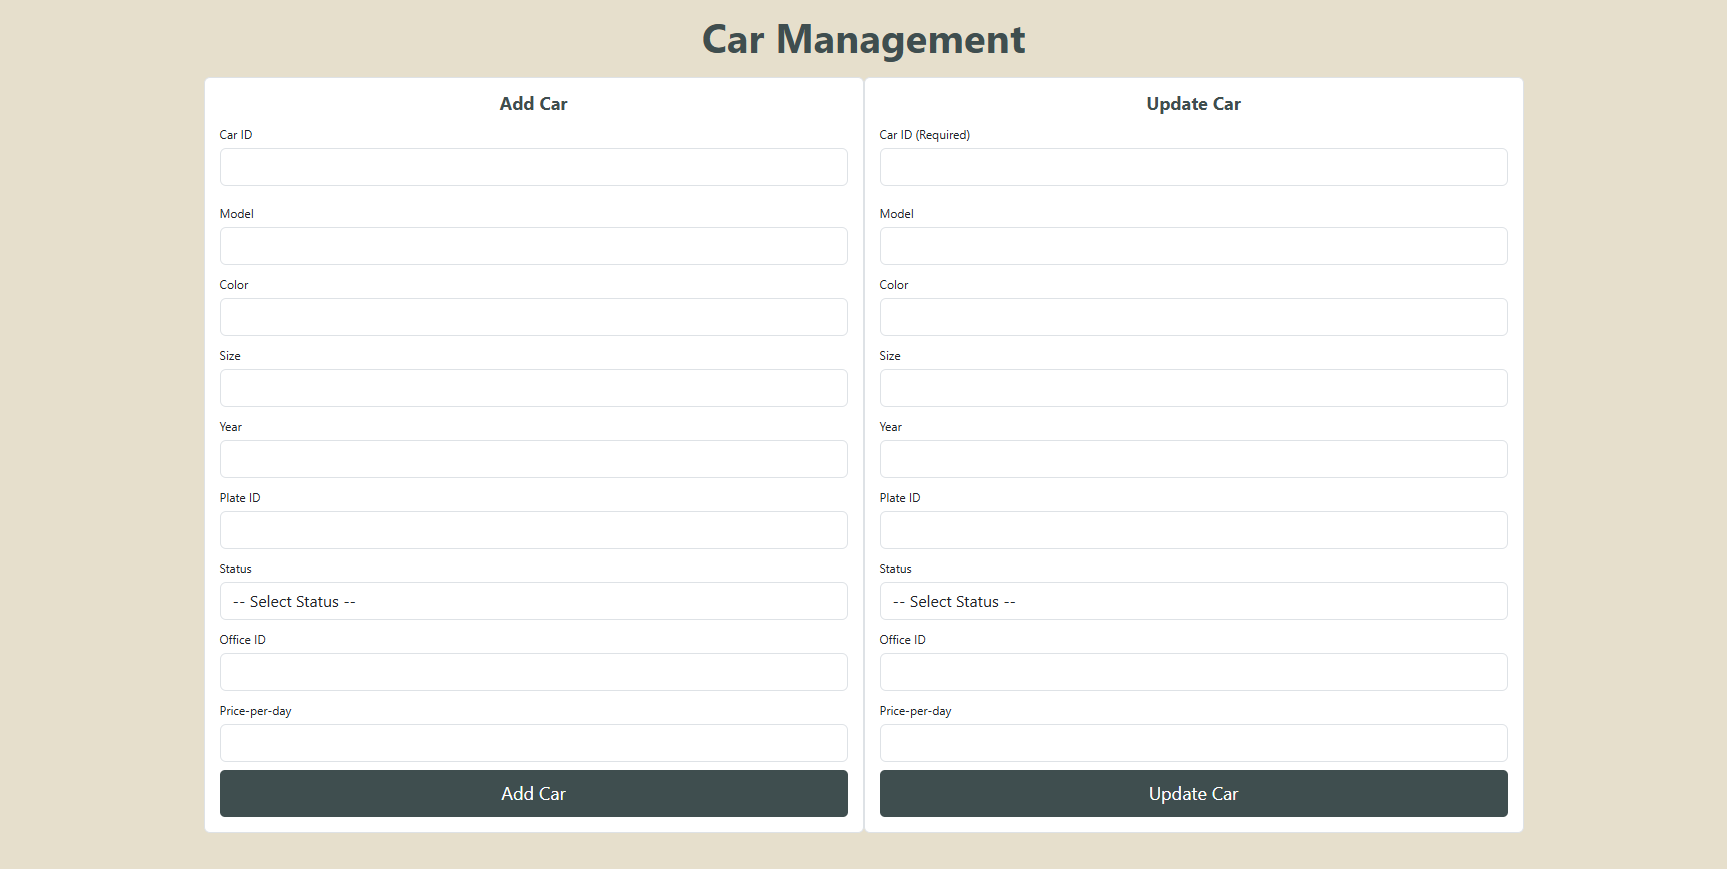 Car Management
Add Car
Car ID
Model
Color
Size
Year
Plate ID
Status
-- Select Status --
Office ID
Price-per-day
Add Car
Update Car
Car ID (Required)
Model
Color
Size
Year
Plate ID
Status
-- Select Status --
Office ID
Price-per-day
Update Car